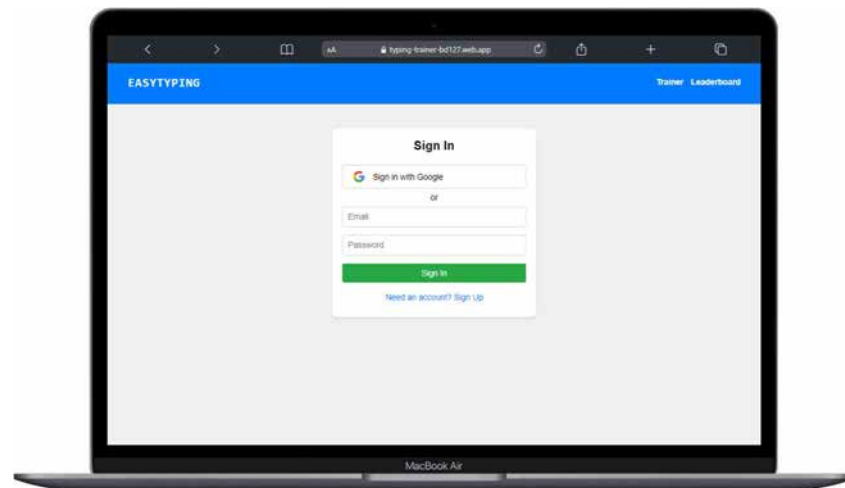 AA typing-trainer-bd127.web.app
EASYTYPING Trainer Leaderboard
Sign In
Sign in with Google
or
Email
Password
Sign In
Need an account? Sign Up
MacBook Air